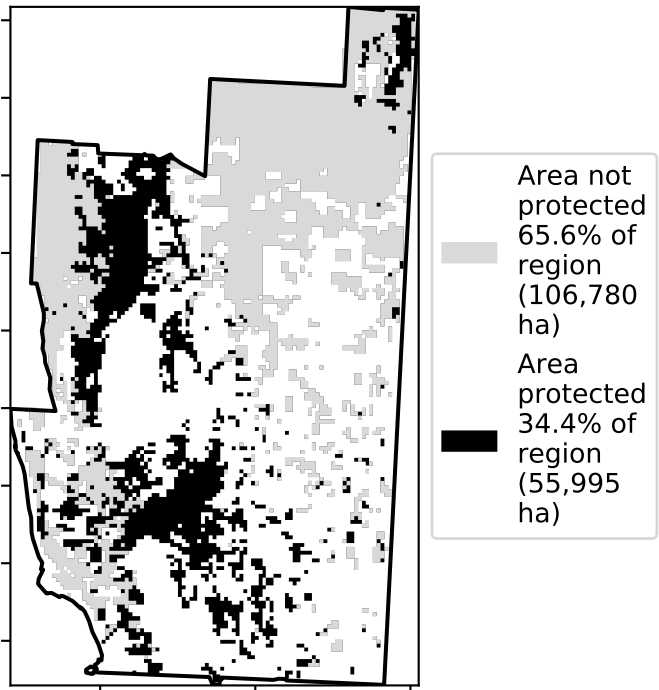 Area not
protected
65.6% of
region
(106,780
ha)
Area
protected
34.4% of
region
(55,995
ha)